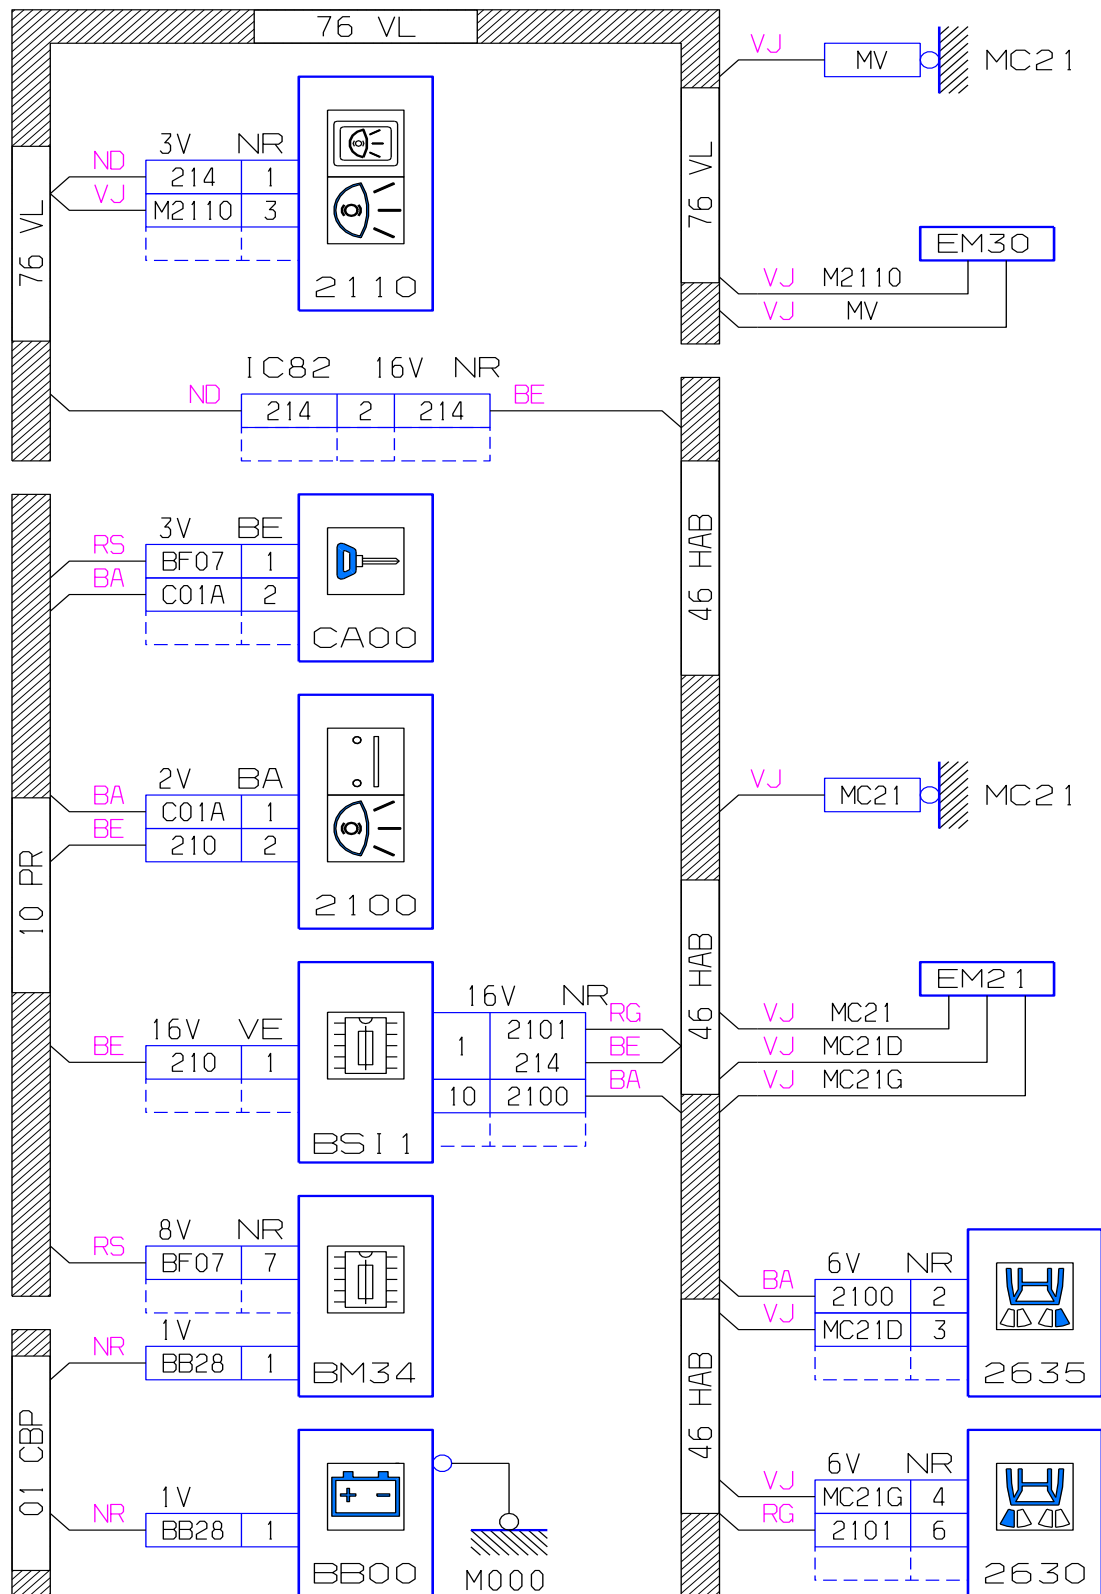 76 VL
VJ MV MC21
3V NR
ND 214 1
VJ M2110 3
2110
76 VL
76 VL
EM30
VJ M2110
VJ MV
IC82 16V NR
ND 214 2 214 BE
3V BE
RS BF07 1
BA C01A 2
CA00
46 HAB
2V BA
BA C01A 1
BE 210 2
2100
VJ MC21 MC21
10 PR
46 HAB
EM21
16V NR
16V VE
BE 210 1
BSI1
1 2101 RG
214 BE
10 2100 BA
VJ MC21
VJ MC21D
VJ MC21G
8V NR
RS BF07 7
1V
NR BB28 1
BM34
6V NR
BA 2100 2
VJ MC21D 3
2635
01 CBP
46 HAB
1V
NR BB28 1
+ -
BB00
M000
6V NR
VJ MC21G 4
RG 2101 6
2630